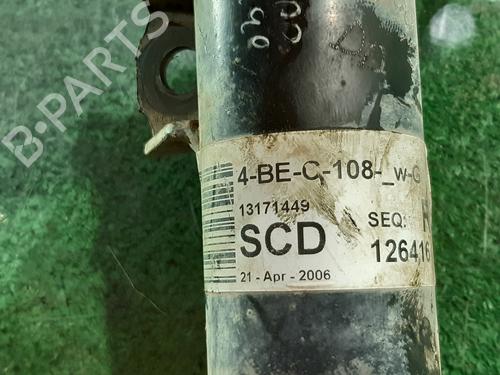 B-PARTS
4-BE-C-108-_w-G
13171449
SEQ:
SCD
126416
21 - Apr - 2006